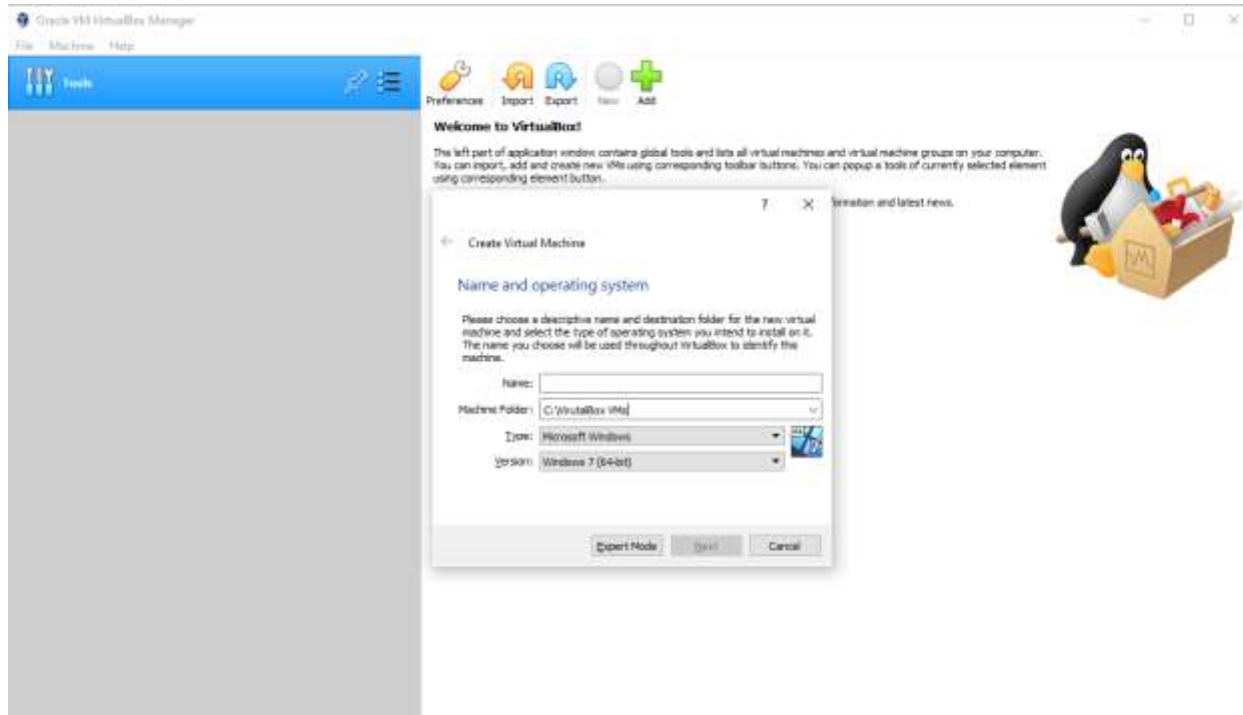 Oracle VM VirtualBox Manager
File Machine Help
Tools
Preferences Import Export New Add
Welcome to VirtualBox!
The left part of application window contains global tools and lists all virtual machines and virtual machine groups on your computer.
You can import, add and create new VMs using corresponding toolbar buttons. You can popup a tools of currently selected element
using corresponding element button.
? ×
formation and latest news.
Create Virtual Machine
Name and operating system
Please choose a descriptive name and destination folder for the new virtual
machine and select the type of operating system you intend to install on it.
The name you choose will be used throughout VirtualBox to identify this
machine.
Name:
Machine Folder: VMs
Type: Microsoft Windows
Version: Windows 7 (64-bit)
Expert Mode Next Cancel